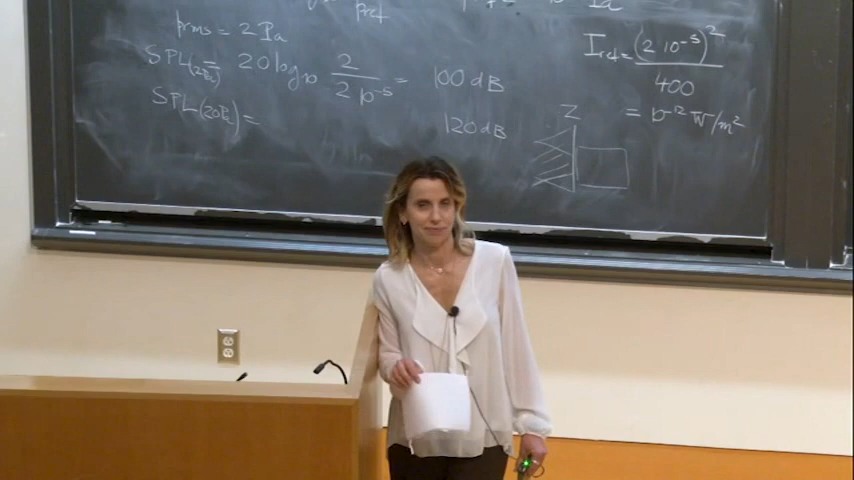 pref
prms = 2 Pa
SPL(2Pa) = 20 log10 2 / 2 10^-5 = 100 dB
SPL(20Pa) =
120 dB
Iref = (2 10^-5)^2 / 400
= 10^-12 W/m^2
Z